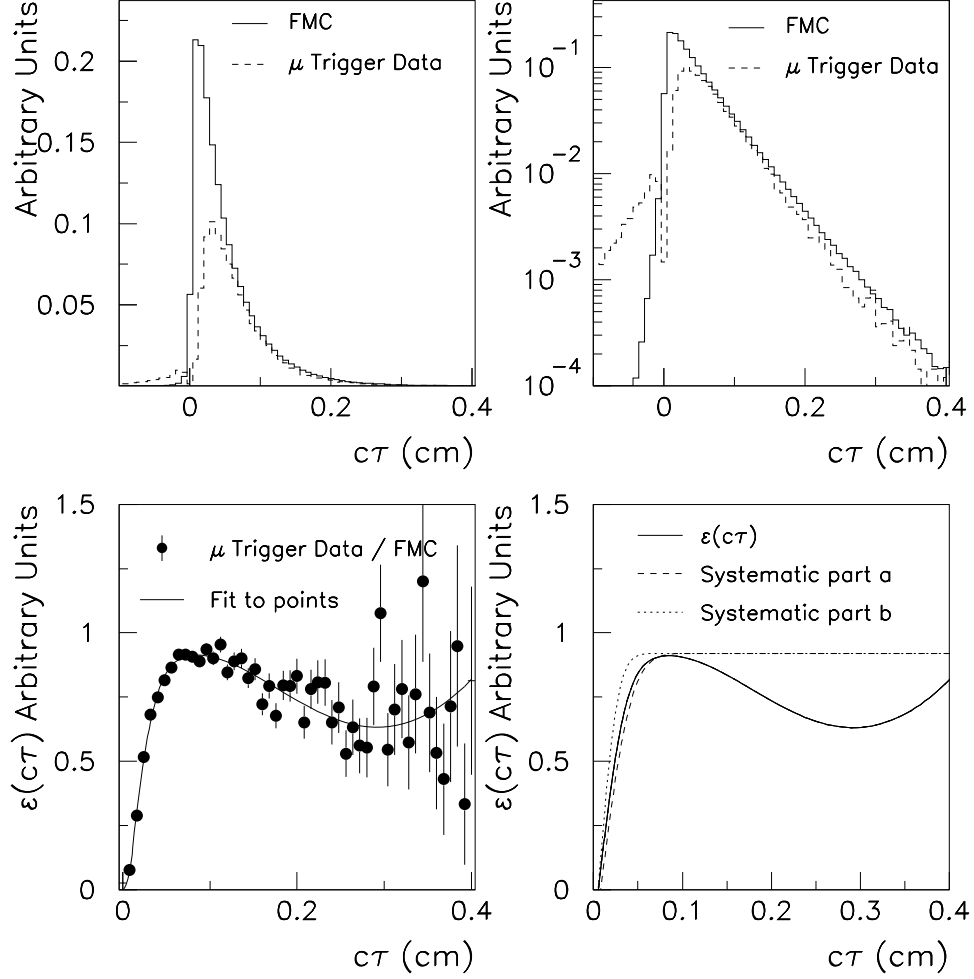 Arbitrary Units
FMC
μ Trigger Data
0.2
0.15
0.1
0.05
0 0.2 0.4
cτ (cm)
Arbitrary Units
FMC
μ Trigger Data
10⁻¹
10⁻²
10⁻³
10⁻⁴
0 0.2 0.4
cτ (cm)
ε(cτ) Arbitrary Units
μ Trigger Data / FMC
Fit to points
1.5
1
0.5
0
0 0.2 0.4
cτ (cm)
ε(cτ) Arbitrary Units
ε(cτ)
Systematic part a
Systematic part b
1.5
1
0.5
0
0 0.1 0.2 0.3 0.4
cτ (cm)